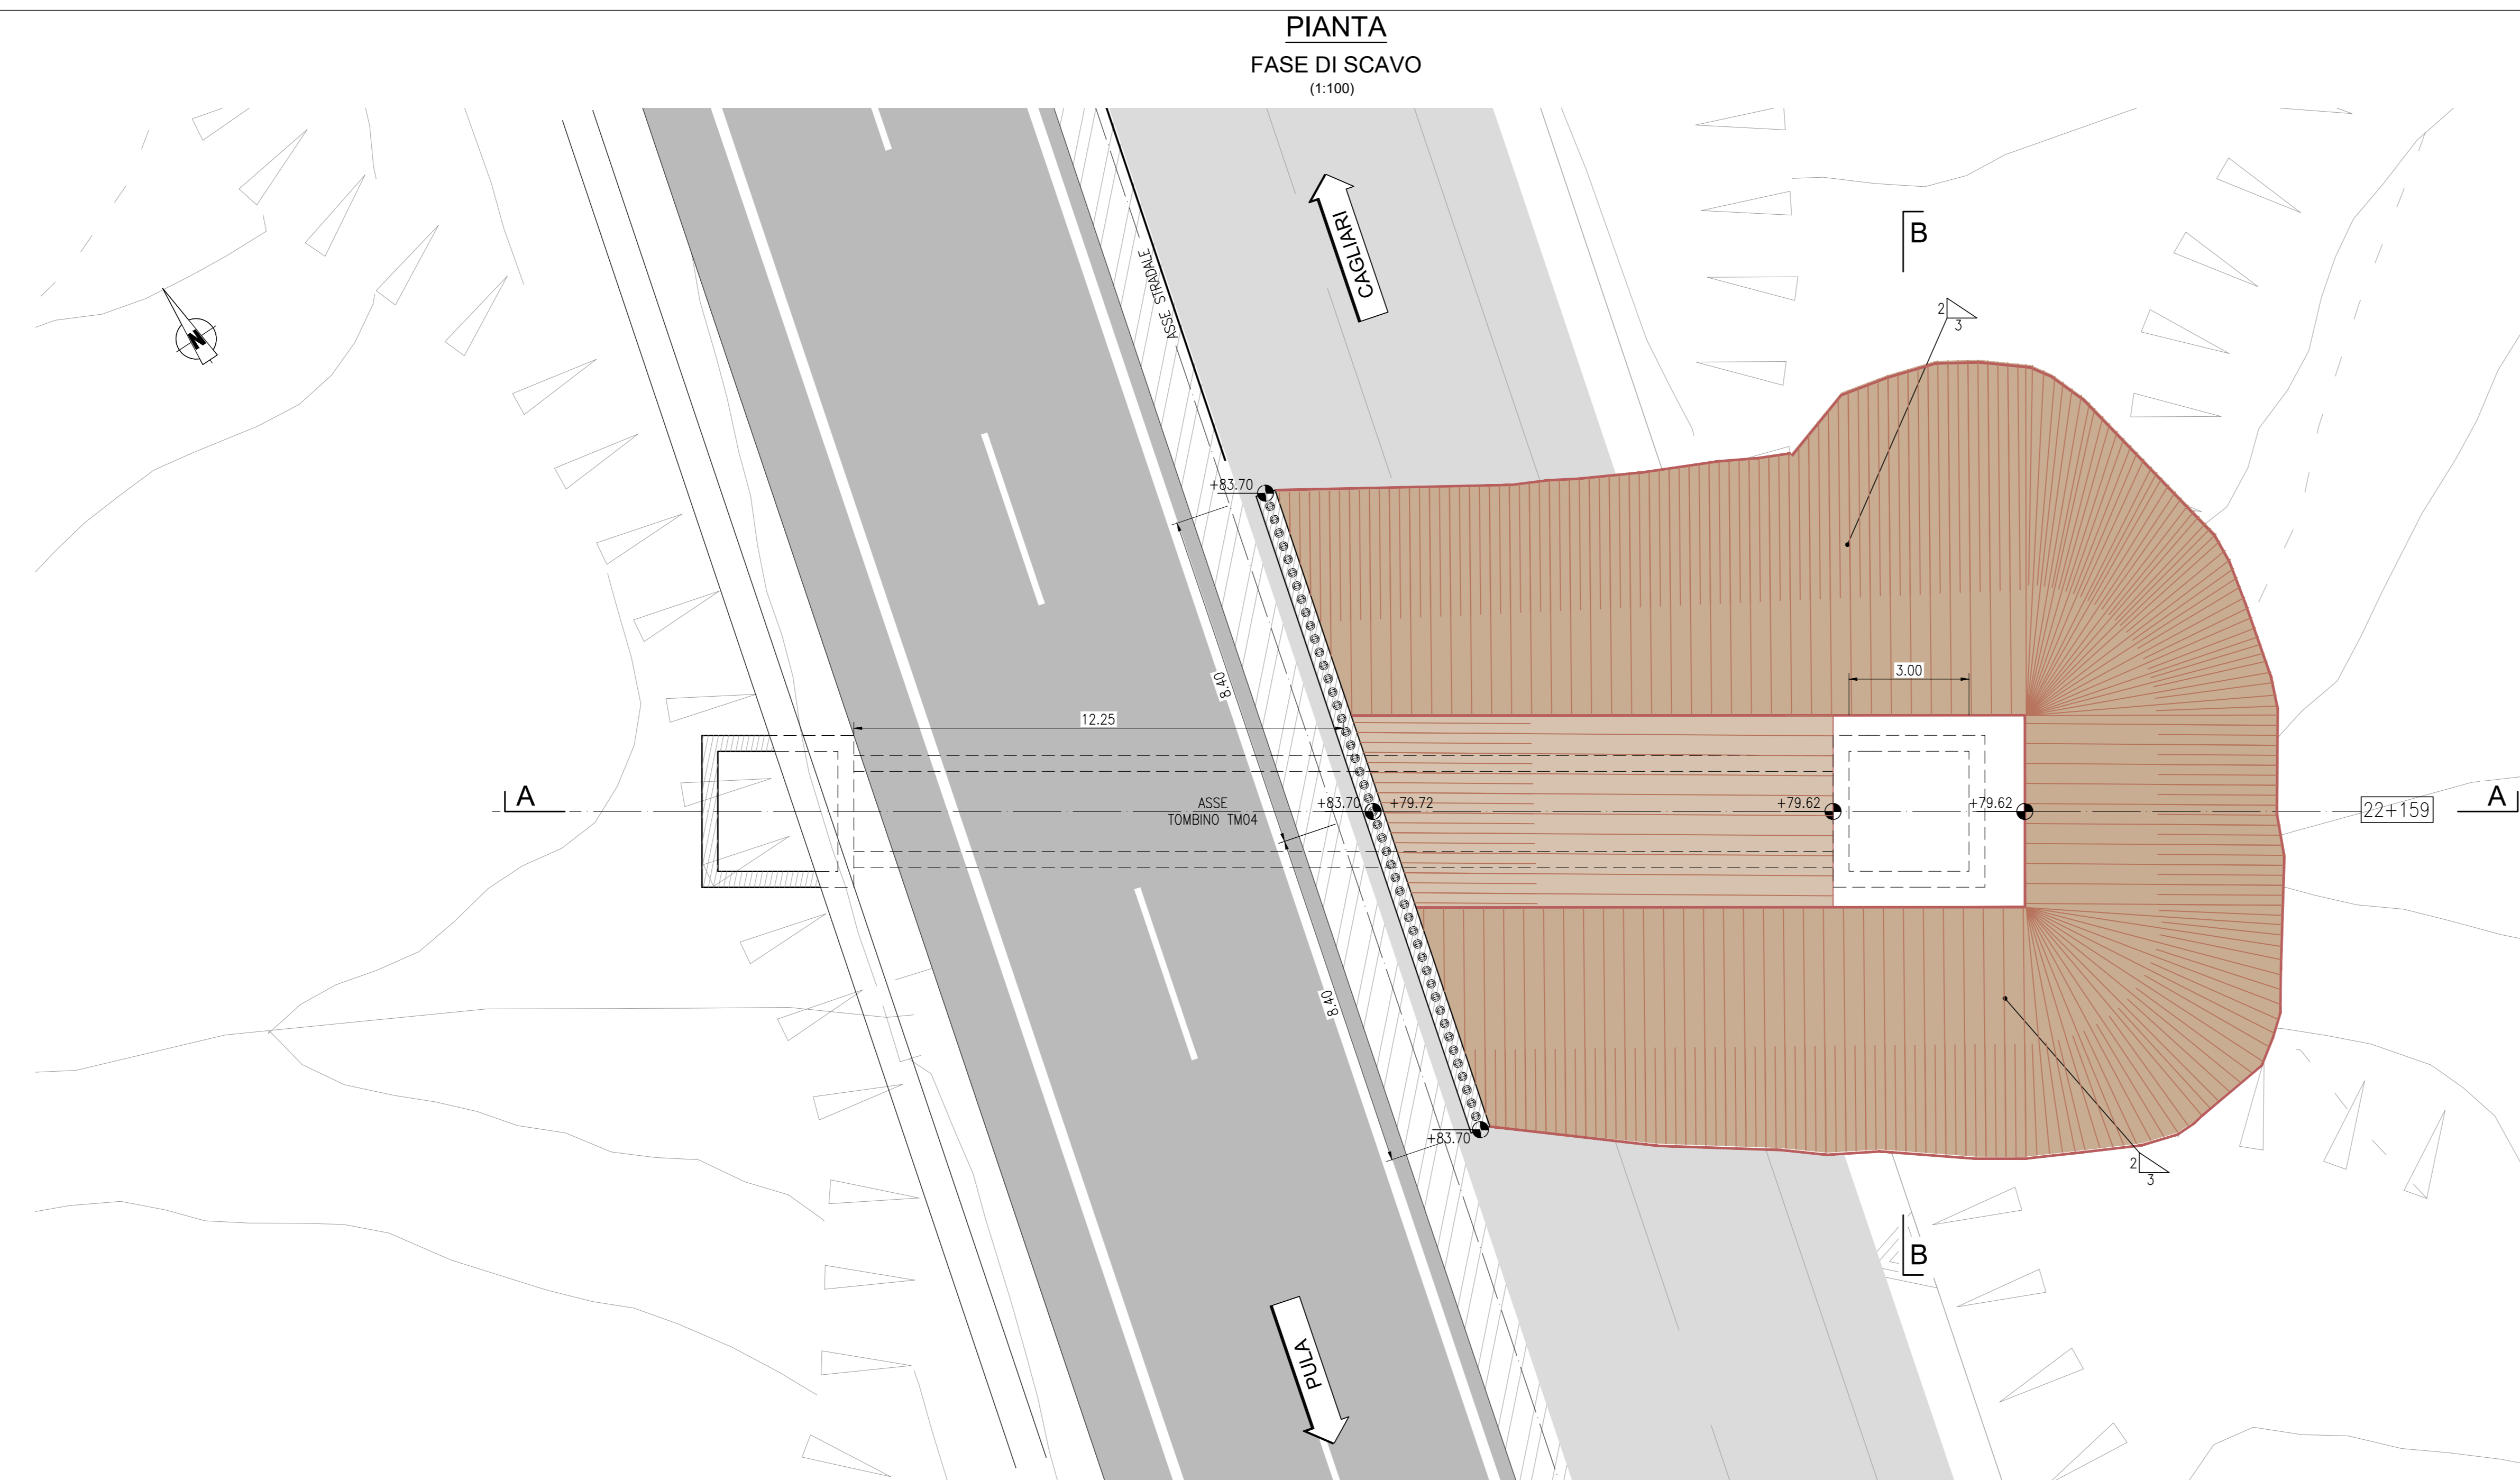 PIANTA
FASE DI SCAVO
(1:100)
CAGLIARI
B
ASSE STRADALE
2
3
N
+83.70
8.40
3.00
12.25
A
ASSE
TOMBINO TM04
+83.70
+79.72
+79.62
+79.62
22+159
A
8.40
+83.70
2
3
B
PULA